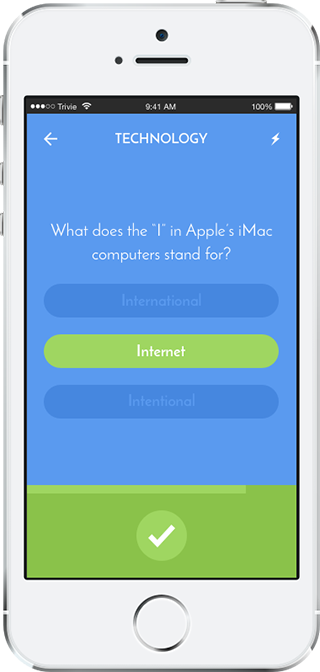 Trivie 9:41 AM 100%
TECHNOLOGY
What does the "I" in Apple's iMac
computers stand for?
International
Internet
Intentional